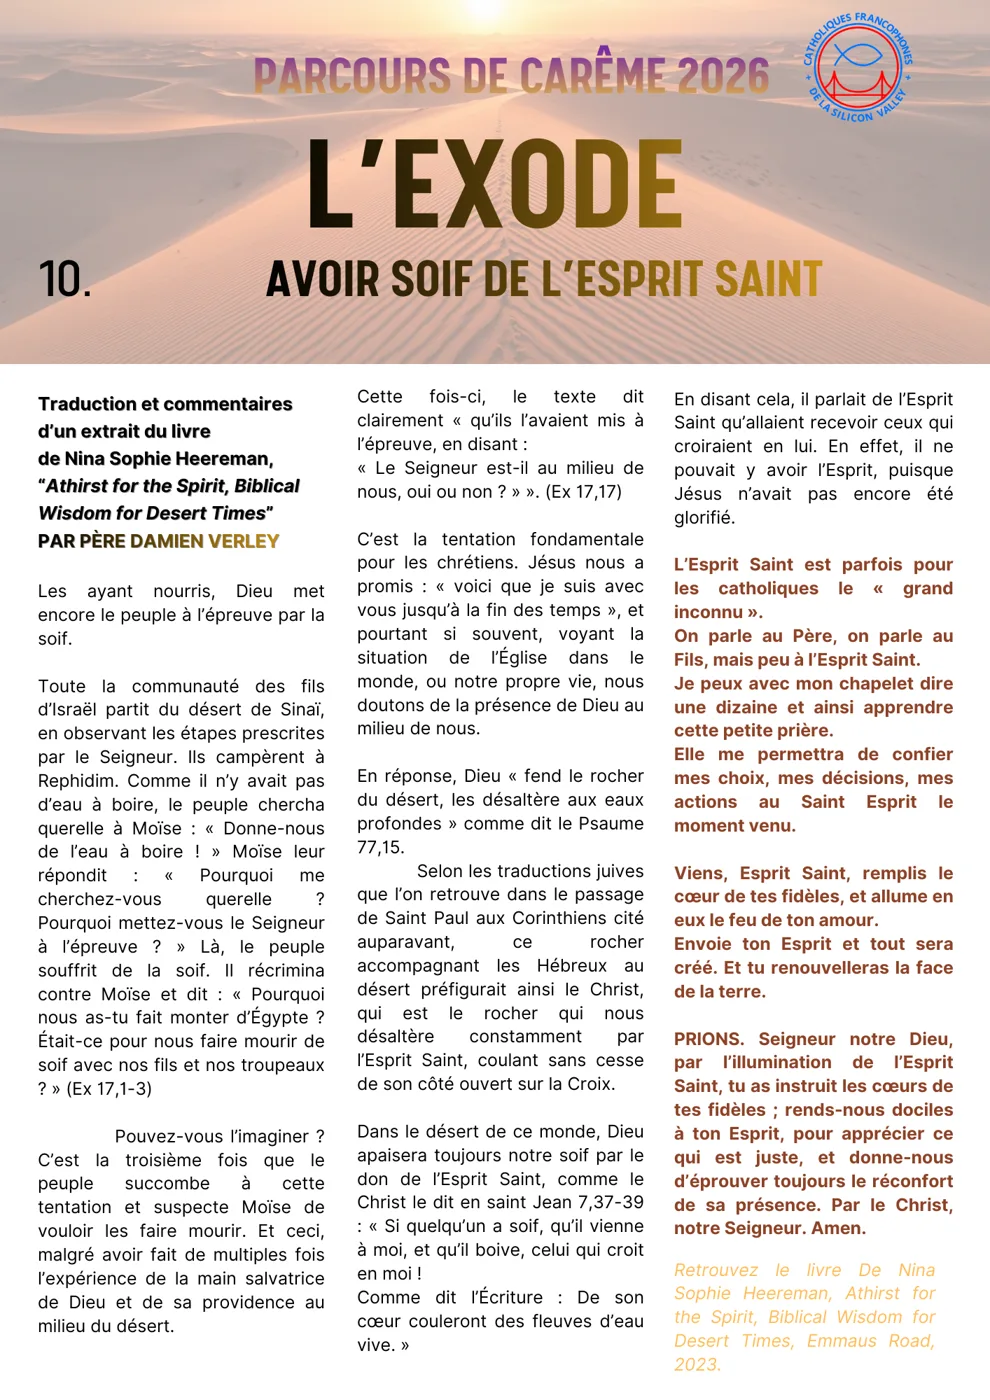 PARCOURS DE CARÊME 2026
CATHOLIQUES FRANCOPHONES
DE LA SILICON VALLEY
L'EXODE
10.
AVOIR SOIF DE L'ESPRIT SAINT
Traduction et commentaires
d'un extrait du livre
de Nina Sophie Heereman,
“Athirst for the Spirit, Biblical
Wisdom for Desert Times”
PAR PÈRE DAMIEN VERLEY
Les ayant nourris, Dieu met
encore le peuple à l'épreuve par la
soif.
Toute la communauté des fils
d'Israël partit du désert de Sinaï,
en observant les étapes prescrites
par le Seigneur. Ils campèrent à
Rephidim. Comme il n'y avait pas
d'eau à boire, le peuple chercha
querelle à Moïse : « Donne-nous
de l'eau à boire ! » Moïse leur
répondit : « Pourquoi me
cherchez-vous querelle ?
Pourquoi mettez-vous le Seigneur
à l'épreuve ? » Là, le peuple
souffrit de la soif. Il récrimina
contre Moïse et dit : « Pourquoi
nous as-tu fait monter d'Égypte ?
Était-ce pour nous faire mourir de
soif avec nos fils et nos troupeaux
? » (Ex 17,1-3)
Pouvez-vous l'imaginer ?
C'est la troisième fois que le
peuple succombe à cette
tentation et suspecte Moïse de
vouloir les faire mourir. Et ceci,
malgré avoir fait de multiples fois
l'expérience de la main salvatrice
de Dieu et de sa providence au
milieu du désert.
Cette fois-ci, le texte dit
clairement « qu'ils l'avaient mis à
l'épreuve, en disant :
« Le Seigneur est-il au milieu de
nous, oui ou non ? » ». (Ex 17,17)
C'est la tentation fondamentale
pour les chrétiens. Jésus nous a
promis : « voici que je suis avec
vous jusqu'à la fin des temps », et
pourtant si souvent, voyant la
situation de l'Église dans le
monde, ou notre propre vie, nous
doutons de la présence de Dieu au
milieu de nous.
En réponse, Dieu « fend le rocher
du désert, les désaltère aux eaux
profondes » comme dit le Psaume
77,15.
Selon les traductions juives
que l'on retrouve dans le passage
de Saint Paul aux Corinthiens cité
auparavant, ce rocher
accompagnant les Hébreux au
désert préfigurait ainsi le Christ,
qui est le rocher qui nous
désaltère constamment par
l'Esprit Saint, coulant sans cesse
de son côté ouvert sur la Croix.
Dans le désert de ce monde, Dieu
apaisera toujours notre soif par le
don de l'Esprit Saint, comme le
Christ le dit en saint Jean 7,37-39
: « Si quelqu'un a soif, qu'il vienne
à moi, et qu'il boive, celui qui croit
en moi !
Comme dit l'Écriture : De son
cœur couleront des fleuves d'eau
vive. »
En disant cela, il parlait de l'Esprit
Saint qu'allaient recevoir ceux qui
croiraient en lui. En effet, il ne
pouvait y avoir l'Esprit, puisque
Jésus n'avait pas encore été
glorifié.
L'Esprit Saint est parfois pour
les catholiques le « grand
inconnu ».
On parle au Père, on parle au
Fils, mais peu à l'Esprit Saint.
Je peux avec mon chapelet dire
une dizaine et ainsi apprendre
cette petite prière.
Elle me permettra de confier
mes choix, mes décisions, mes
actions au Saint Esprit le
moment venu.
Viens, Esprit Saint, remplis le
cœur de tes fidèles, et allume en
eux le feu de ton amour.
Envoie ton Esprit et tout sera
créé. Et tu renouvelleras la face
de la terre.
PRIONS. Seigneur notre Dieu,
par l'illumination de l'Esprit
Saint, tu as instruit les cœurs de
tes fidèles ; rends-nous dociles
à ton Esprit, pour apprécier ce
qui est juste, et donne-nous
d'éprouver toujours le réconfort
de sa présence. Par le Christ,
notre Seigneur. Amen.
Retrouvez le livre De Nina
Sophie Heereman, Athirst for
the Spirit, Biblical Wisdom for
Desert Times, Emmaus Road,
2023.